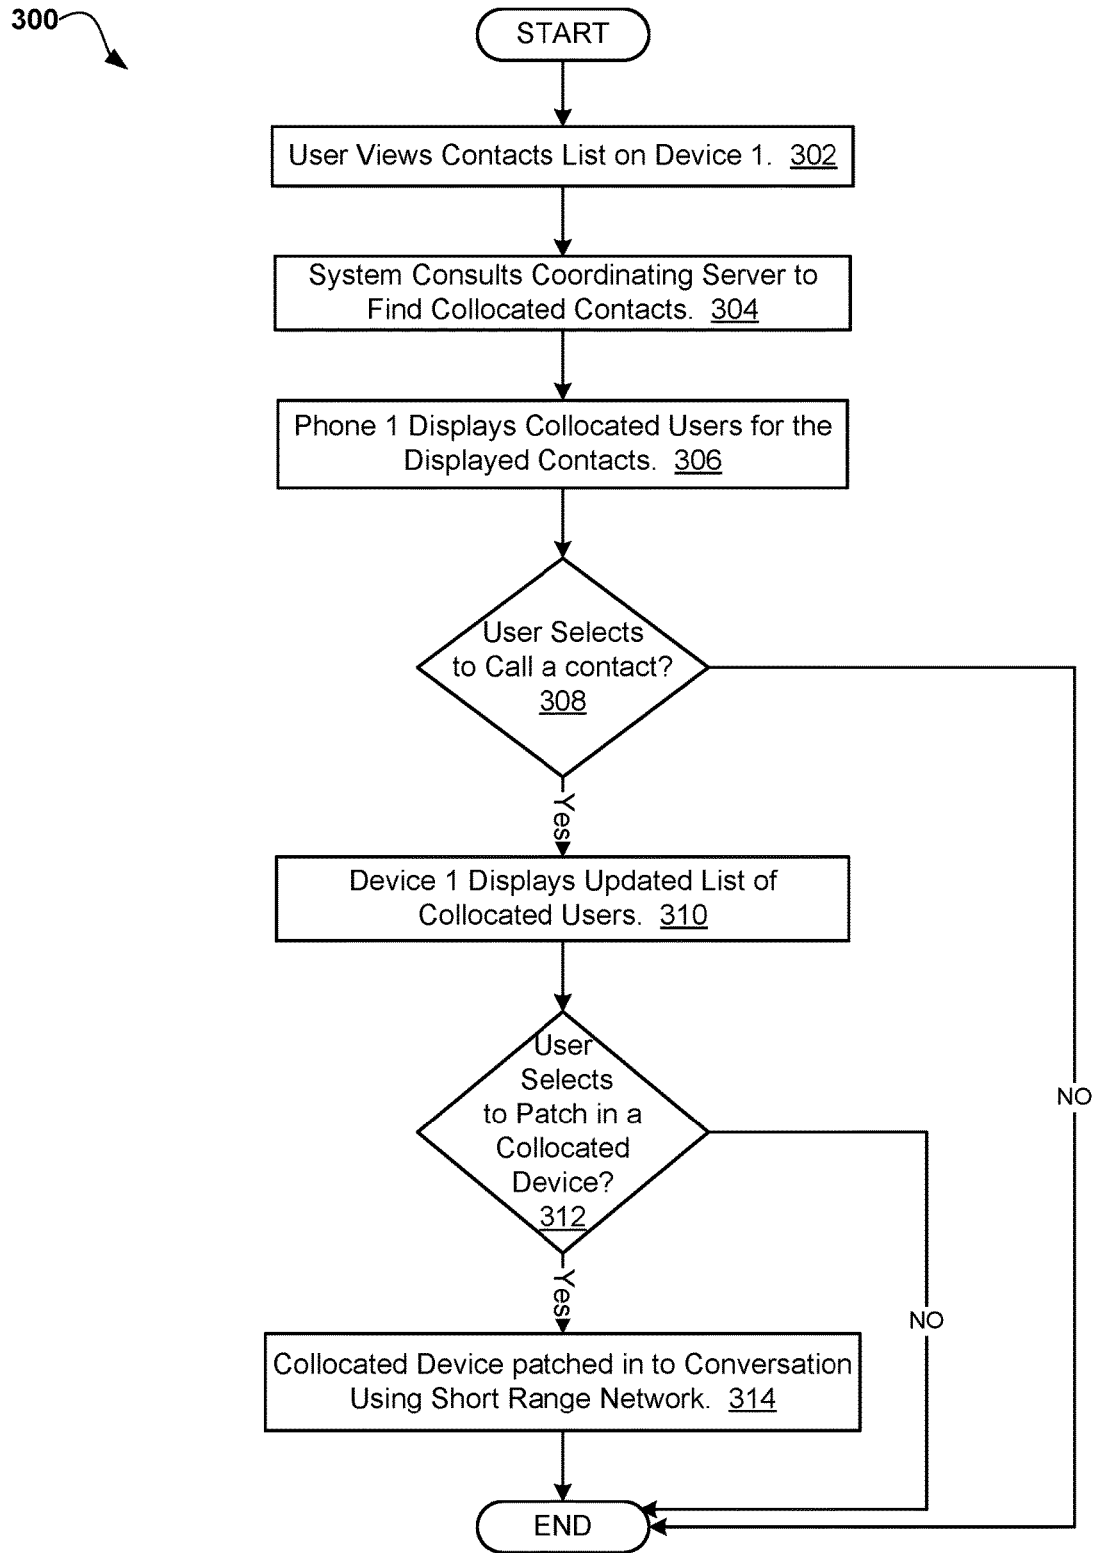 300
START
User Views Contacts List on Device 1. 302
System Consults Coordinating Server to
Find Collocated Contacts. 304
Phone 1 Displays Collocated Users for the
Displayed Contacts. 306
User Selects
to Call a contact?
308
Yes
Device 1 Displays Updated List of
Collocated Users. 310
User
Selects
to Patch in a
Collocated
Device?
312
NO
Yes
NO
Collocated Device patched in to Conversation
Using Short Range Network. 314
END